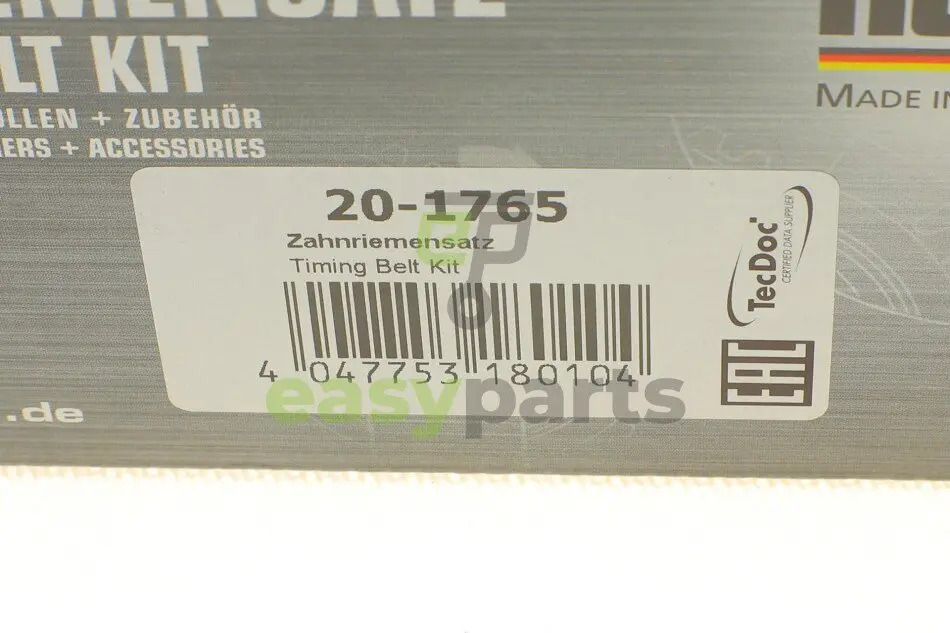 LT KIT
OLLEN + ZUBEHÖR
ERS + ACCESSORIES
MADE IN
20-1765
Zahnriemensatz
Timing Belt Kit
4 047753 180104
TecDoc
CERTIFIED DATA SUPPLIER
EAC
.de
easyparts